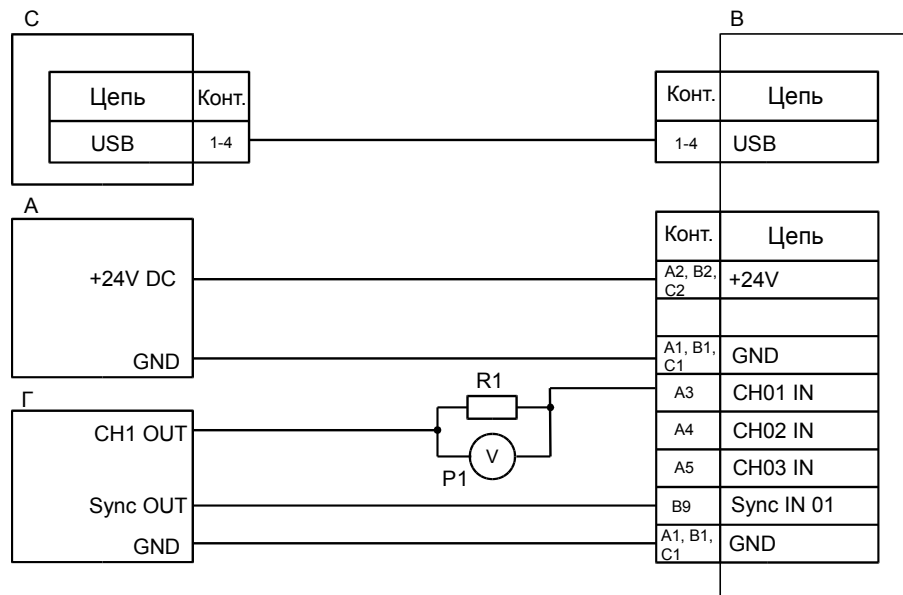 С
В
Цепь Конт.
USB 1-4
Конт. Цепь
1-4 USB
А
+24V DC
GND
Конт. Цепь
A2, B2,
C2
+24V
A1, B1,
C1
GND
A3 CH01 IN
A4 CH02 IN
A5 CH03 IN
B9 Sync IN 01
A1, B1,
C1
GND
R1
V
P1
Г
CH1 OUT
Sync OUT
GND